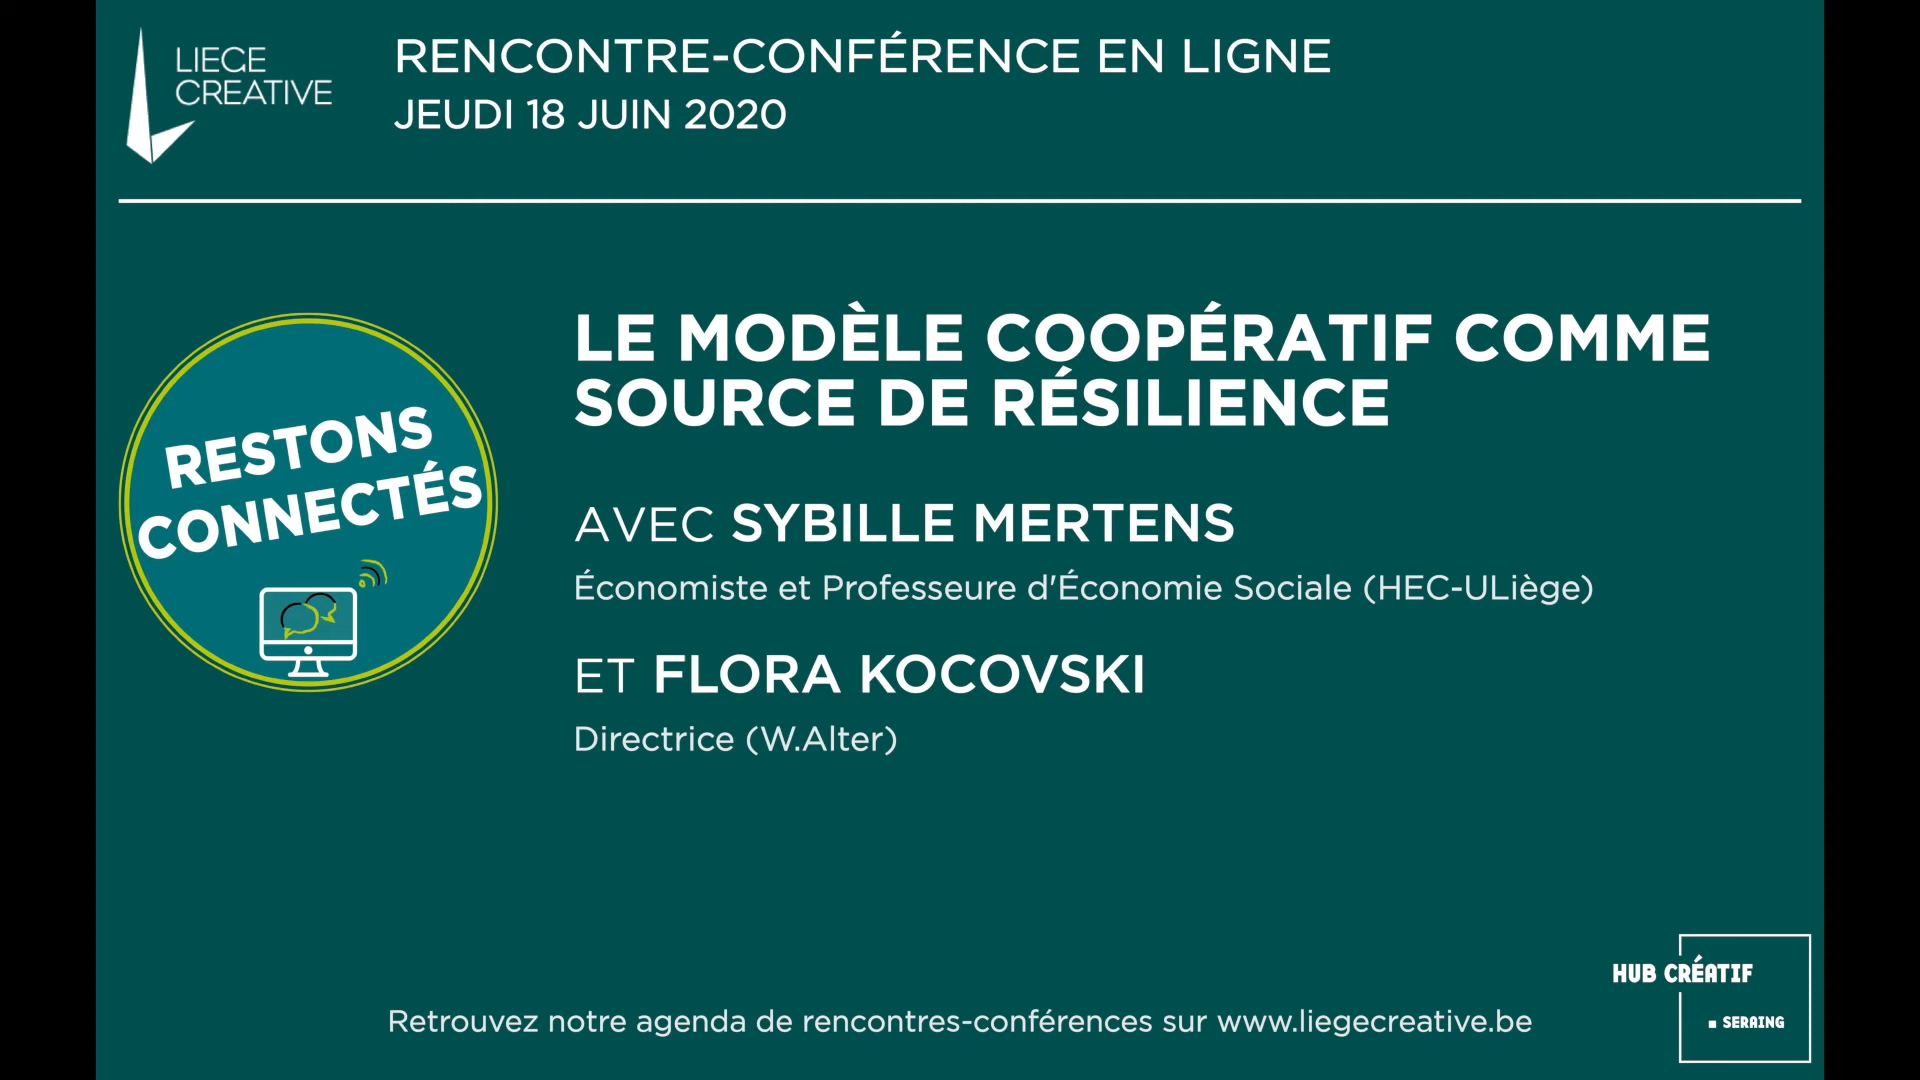 LIEGE
CREATIVE
RENCONTRE-CONFÉRENCE EN LIGNE
JEUDI 18 JUIN 2020
RESTONS
CONNECTÉS
LE MODÈLE COOPÉRATIF COMME
SOURCE DE RÉSILIENCE
AVEC SYBILLE MERTENS
Économiste et Professeure d'Économie Sociale (HEC-ULiège)
ET FLORA KOCOVSKI
Directrice (W.Alter)
HUB CRÉATIF
SERAING
Retrouvez notre agenda de rencontres-conférences sur www.liegecreative.be